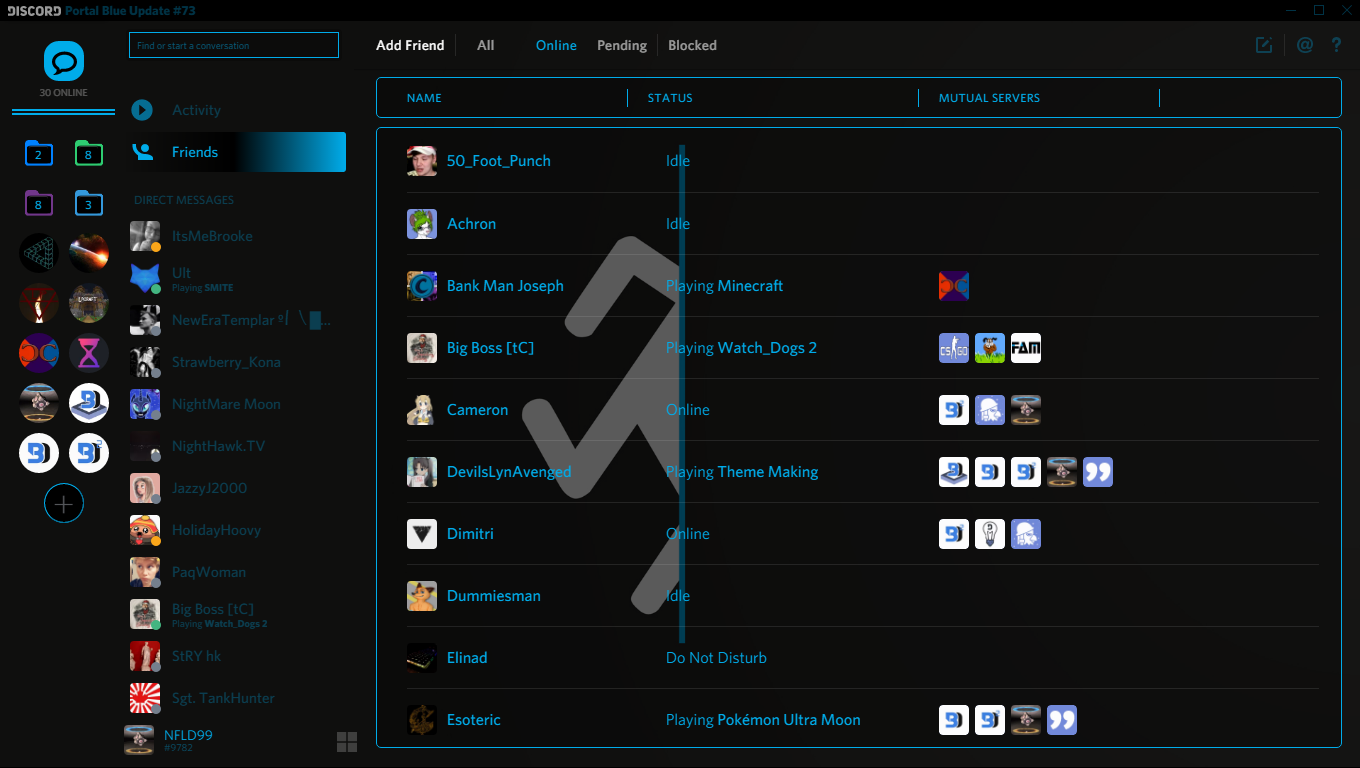 DISCORD Portal Blue Update #73
Find or start a conversation
30 ONLINE
2
8
8
3
Activity
Friends
DIRECT MESSAGES
ItsMeBrooke
Ult
Playing SMITE
NewEraTemplar
Strawberry_Kona
NightMare Moon
NightHawk.TV
JazzyJ2000
HolidayHoovy
PaqWoman
Big Boss [tC]
Playing Watch_Dogs 2
StRY hk
Sgt. TankHunter
NFLD99
#9782
Add Friend All Online Pending Blocked @ ?
NAME STATUS MUTUAL SERVERS
50_Foot_Punch Idle
Achron Idle
Bank Man Joseph Playing Minecraft
Big Boss [tC] Playing Watch_Dogs 2 CS GO FAM
Cameron Online
DevilsLynAvenged Playing Theme Making
Dimitri Online
Dummiesman Idle
Elinad Do Not Disturb
Esoteric Playing Pokémon Ultra Moon